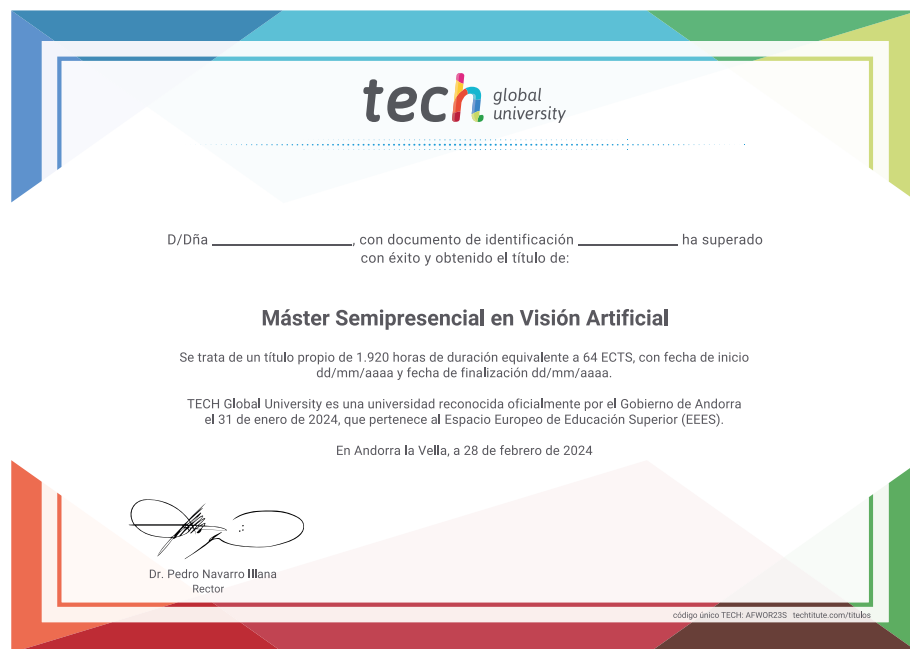 tech global
university
D/Dña ____________________, con documento de identificación ______________ ha superado
con éxito y obtenido el título de:
Máster Semipresencial en Visión Artificial
Se trata de un título propio de 1.920 horas de duración equivalente a 64 ECTS, con fecha de inicio
dd/mm/aaaa y fecha de finalización dd/mm/aaaa.
TECH Global University es una universidad reconocida oficialmente por el Gobierno de Andorra
el 31 de enero de 2024, que pertenece al Espacio Europeo de Educación Superior (EEES).
En Andorra la Vella, a 28 de febrero de 2024
Dr. Pedro Navarro Illana
Rector
código único TECH: AFWOR23S techtitute.com/titulos